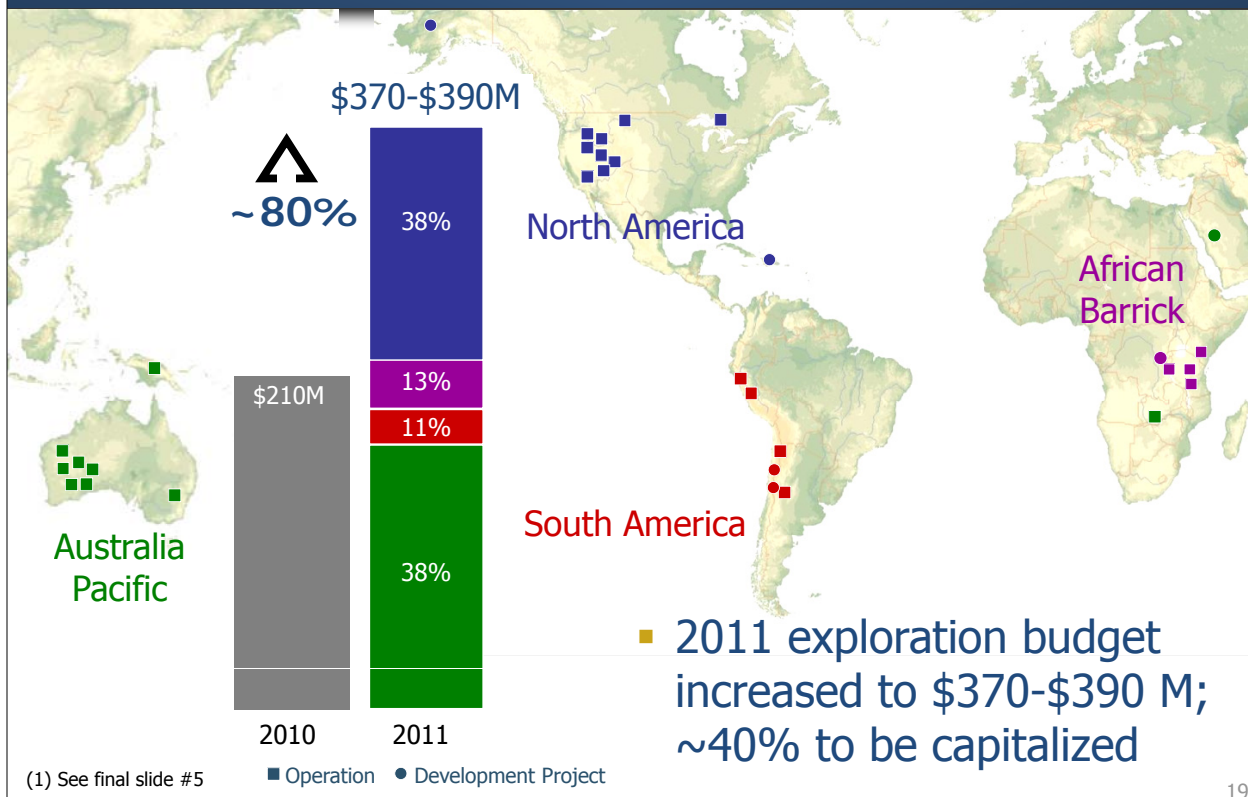 $370-$390M
~80%
38%
North America
African
Barrick
13%
$210M
11%
South America
Australia
Pacific
38%
▪ 2011 exploration budget
increased to $370-$390 M;
~40% to be capitalized
2010
2011
(1) See final slide #5
■ Operation ● Development Project
19